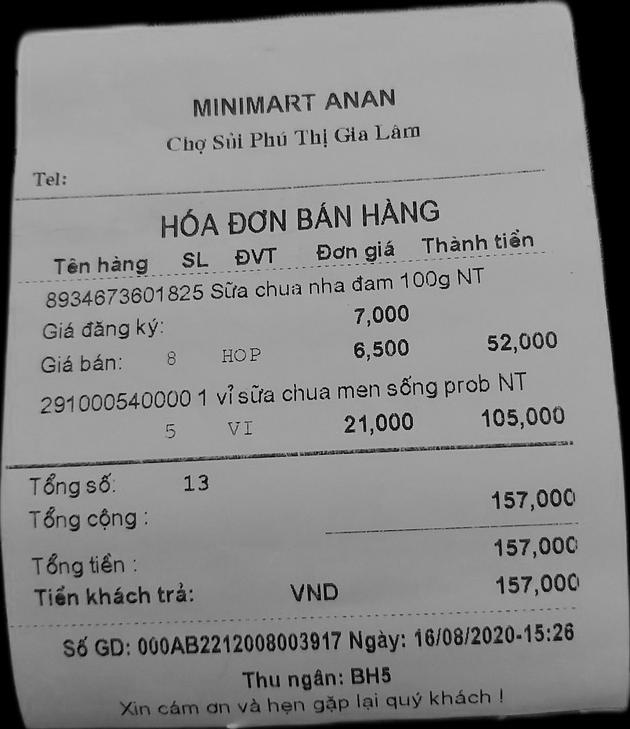 MINIMART ANAN
Chợ Sủi Phú Thị Gia Lâm
Tel:
HÓA ĐƠN BÁN HÀNG
Tên hàng SL ĐVT Đơn giá Thành tiền
8934673601825 Sữa chua nha đam 100g NT
Giá đăng ký: 7,000
Giá bán: 8 HOP 6,500 52,000
291000540000 1 vỉ sữa chua men sống prob NT
5 VI 21,000 105,000
Tổng số: 13
Tổng cộng : 157,000
Tổng tiền : 157,000
Tiền khách trả: VND 157,000
Số GD: 000AB2212008003917 Ngày: 16/08/2020-15:26
Thu ngân: BH5
Xin cám ơn và hẹn gặp lại quý khách !